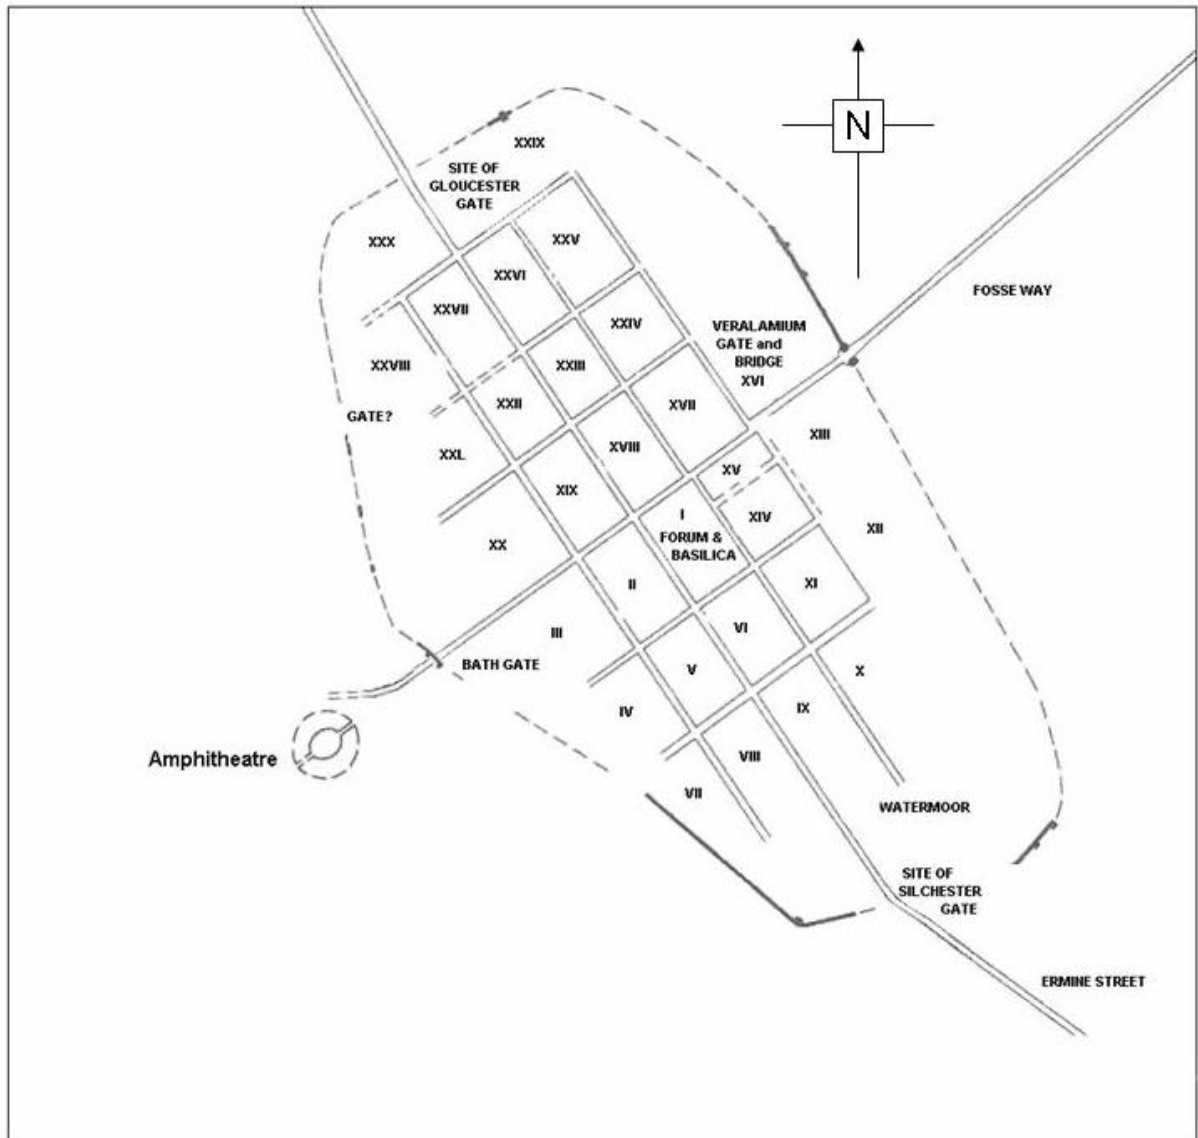 N
XXIX
SITE OF
GLOUCESTER
GATE
XXX
XXV
XXVI
FOSSE WAY
XXVII
XXIV
VERALAMIUM
GATE and
BRIDGE
XVI
XXVIII
XXIII
XXII
XVII
GATE?
XIII
XXL
XVIII
XV
XIX
I
FORUM &
BASILICA
XIV
XII
XX
II
XI
III
VI
BATH GATE
V
X
IV
IX
Amphitheatre
VIII
VII
WATERMOOR
SITE OF
SILCHESTER
GATE
ERMINE STREET